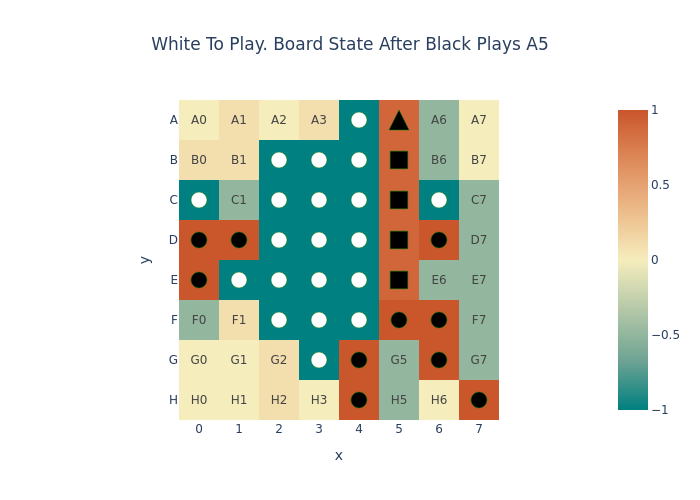 White To Play. Board State After Black Plays A5
A A0 A1 A2 A3 A6 A7
B B0 B1 B6 B7
C C1 C7
D D7
E E6 E7
F F0 F1 F7
G G0 G1 G2 G5 G7
H H0 H1 H2 H3 H5 H6
0 1 2 3 4 5 6 7
x
y
1
0.5
0
−0.5
−1